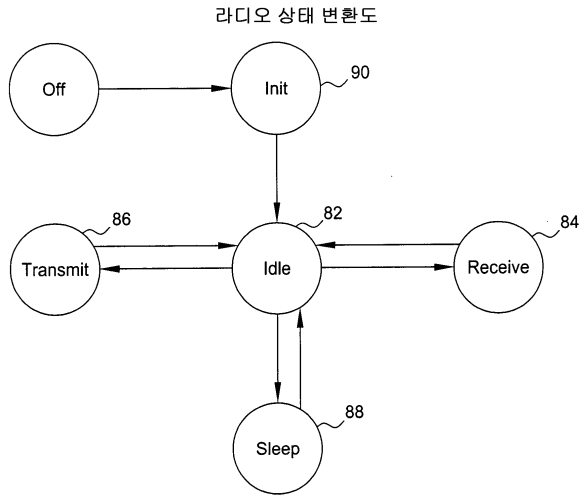 라디오 상태 변환도
Off
Init
90
86
82
84
Transmit
Idle
Receive
88
Sleep